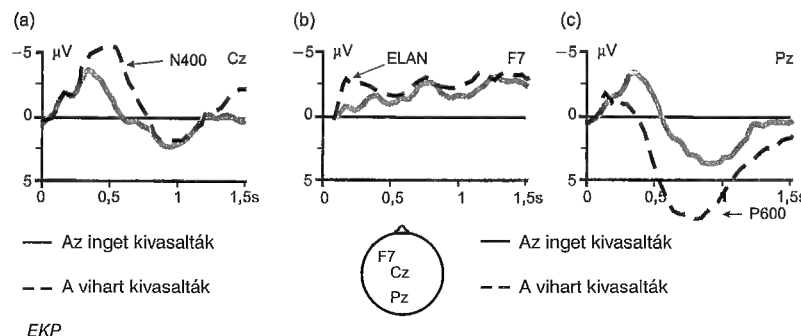 (a)
−5
µV
N400
Cz
0
5
0
0,5
1
1,5s
(b)
−5
µV
ELAN
F7
0
5
0
0,5
1
1,5s
(c)
−5
µV
Pz
0
5
0
0,5
1
1,5s
P600
Az inget kivasalták
A vihart kivasalták
F7
Cz
Pz
Az inget kivasalták
A vihart kivasalták
EKP